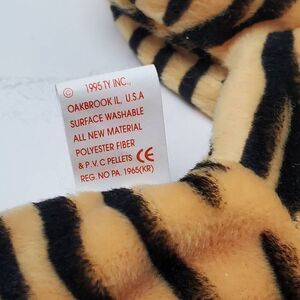 © 1995 TY INC.,
OAKBROOK IL, U.S.A
SURFACE WASHABLE
ALL NEW MATERIAL
POLYESTER FIBER
& P.V.C PELLETS CE
REG. NO PA. 1965(KR)